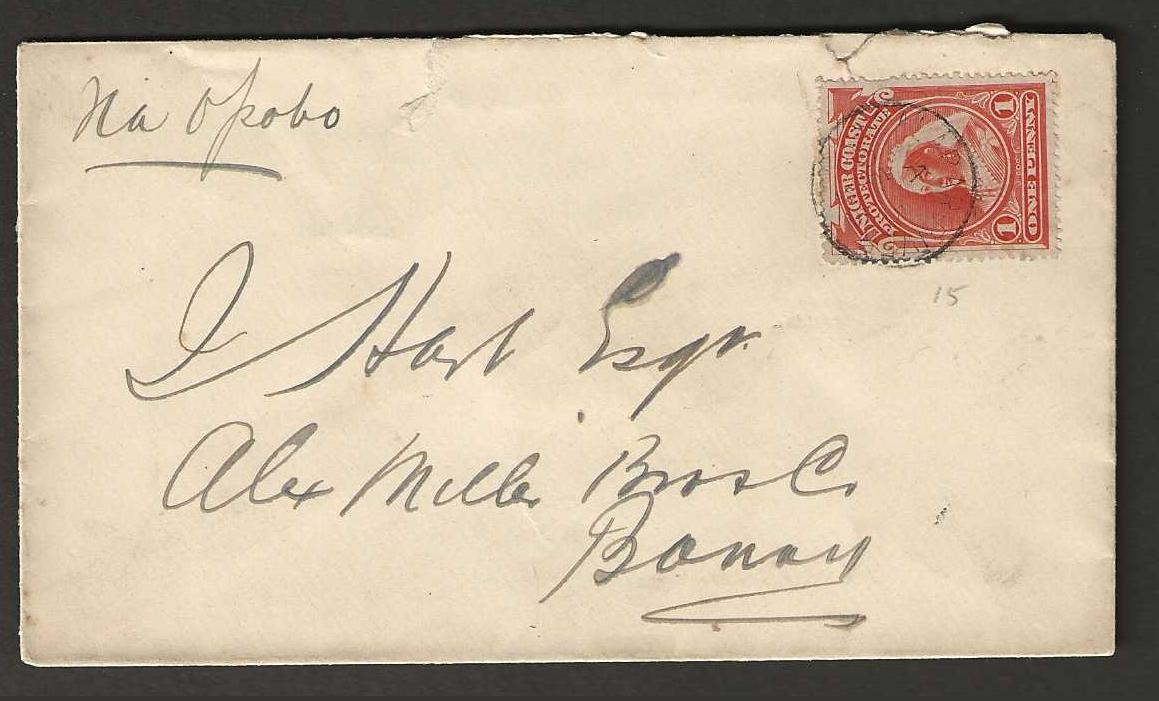 Via Opobo
NIGER COAST
PROTECTORATE
1 ONE PENNY 1
15
J Hart Esqr
Alex Miller Bros Co
Bonny